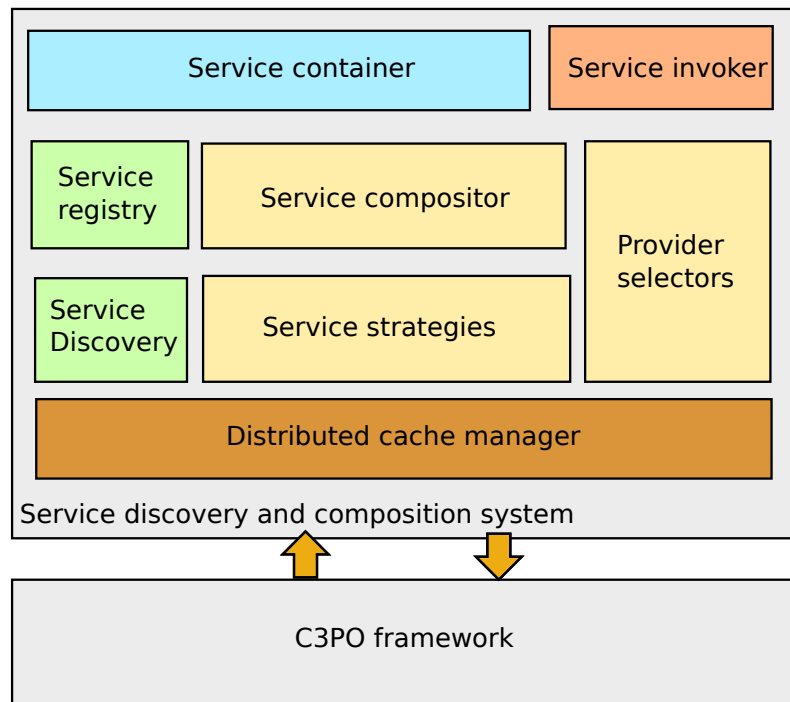 Service container
Service invoker
Service
registry
Service compositor
Provider
selectors
Service
Discovery
Service strategies
Distributed cache manager
Service discovery and composition system
C3PO framework